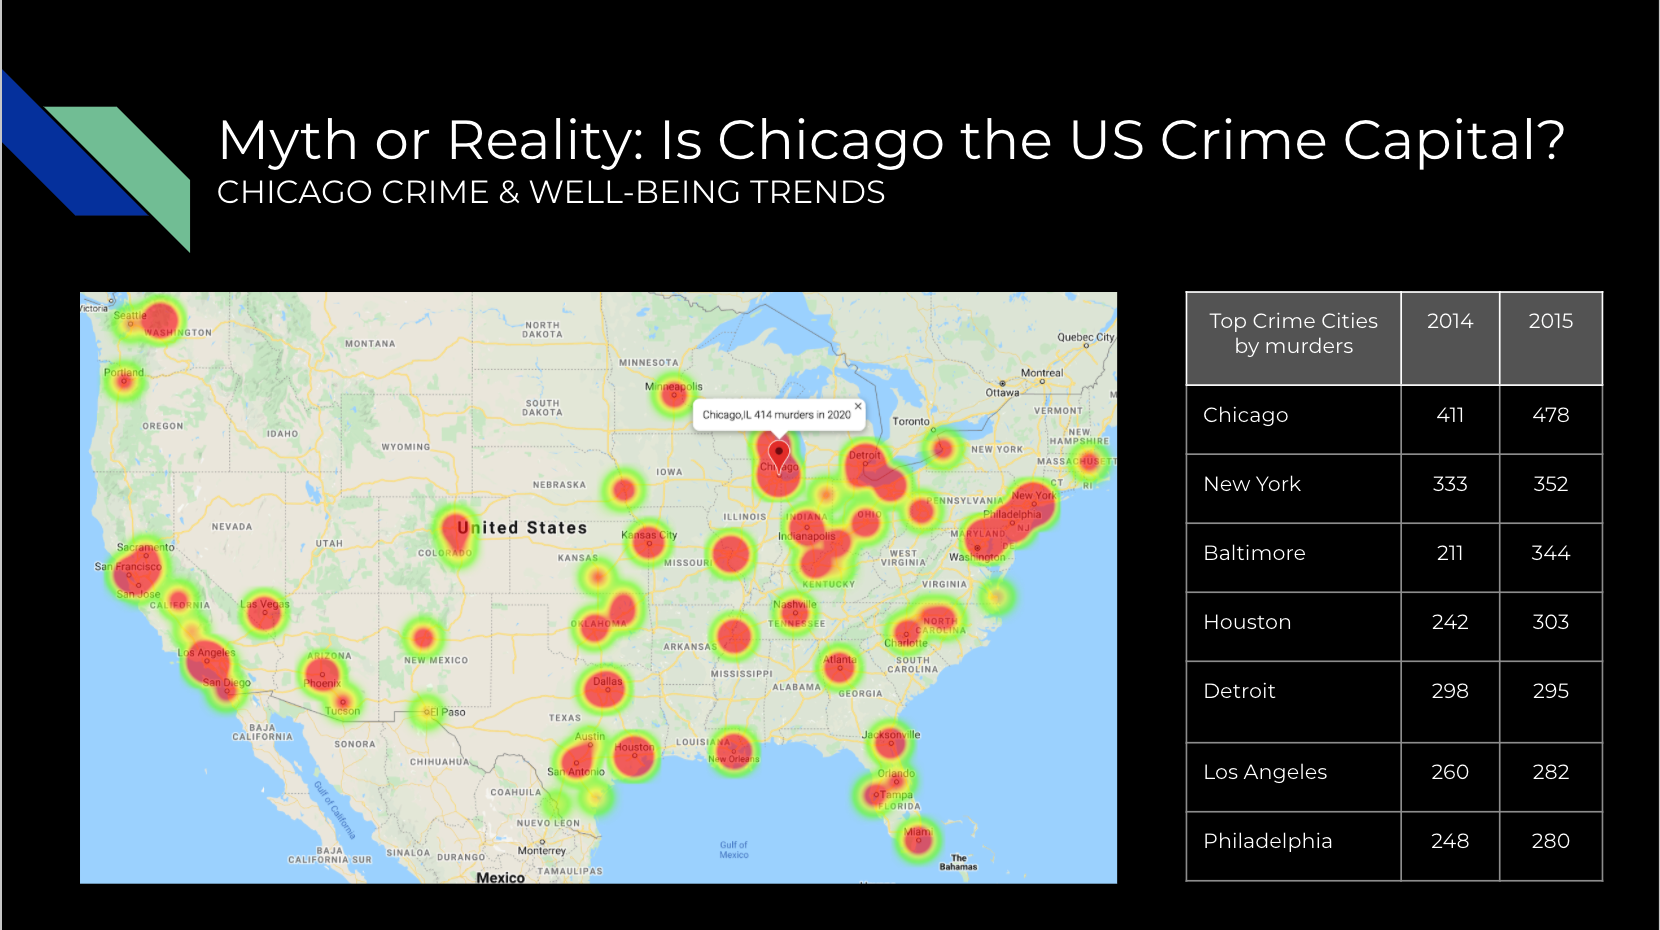 Myth or Reality: Is Chicago the US Crime Capital?
CHICAGO CRIME & WELL-BEING TRENDS
Victoria
Seattle
WASHINGTON
NORTH
DAKOTA
MONTANA
Quebec City
MINNESOTA
Montreal
Ottawa
Portland
Minneapolis
SOUTH
DAKOTA
Chicago,IL 414 murders in 2020
×
VERMONT
OREGON
IDAHO
Toronto
NEW
HAMPSHIRE
WYOMING
NEW YORK
MASSACHUSETT
Detroit
Chicago
IOWA
NEBRASKA
CT
RI
New York
PENNSYLVANIA
Philadelphia
ILLINOIS
INDIANA
OHIO
NJ
NEVADA
United States
Indianapolis
MARYLAND
DE
Kansas City
UTAH
COLORADO
KANSAS
MISSOURI
WEST
VIRGINIA
Washington
Sacramento
San Francisco
San Jose
KENTUCKY
VIRGINIA
CALIFORNIA
Las Vegas
Nashville
TENNESSEE
OKLAHOMA
NORTH
CAROLINA
Charlotte
Los Angeles
ARIZONA
NEW MEXICO
ARKANSAS
Atlanta
SOUTH
CAROLINA
San Diego
Phoenix
Dallas
MISSISSIPPI
ALABAMA
GEORGIA
Tucson
El Paso
TEXAS
BAJA
CALIFORNIA
SONORA
Austin
Houston
LOUISIANA
New Orleans
Jacksonville
CHIHUAHUA
San Antonio
Orlando
Tampa
FLORIDA
Gulf of California
COAHUILA
NUEVO LEON
Miami
Gulf of
Mexico
BAJA
CALIFORNIA SUR
SINALOA
DURANGO
Monterrey
TAMAULIPAS
The
Bahamas
Mexico
Top Crime Cities by murders 2014 2015
Chicago 411 478
New York 333 352
Baltimore 211 344
Houston 242 303
Detroit 298 295
Los Angeles 260 282
Philadelphia 248 280